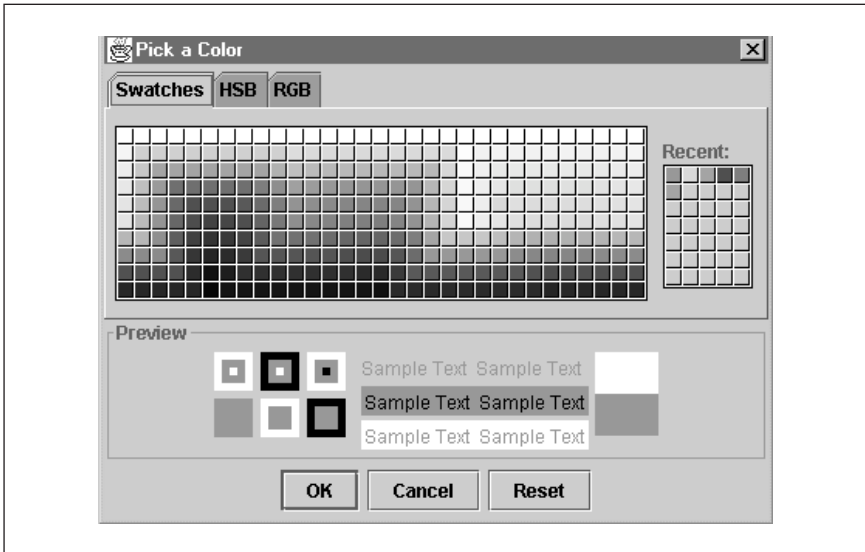 Pick a Color
Swatches HSB RGB
Recent:
Preview
Sample Text Sample Text
Sample Text Sample Text
Sample Text Sample Text
OK Cancel Reset